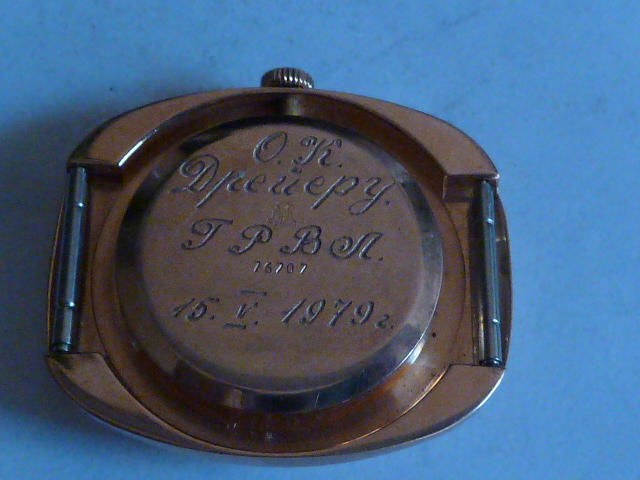 О. К.
Дрейеру.
Г Р В Л.
76707
15. V. 1979 г.